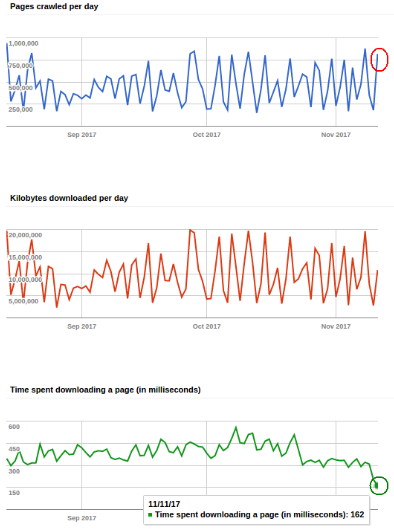 Pages crawled per day
1,000,000
750,000
500,000
250,000
Sep 2017 Oct 2017 Nov 2017
Kilobytes downloaded per day
20,000,000
15,000,000
10,000,000
5,000,000
Sep 2017 Oct 2017 Nov 2017
Time spent downloading a page (in milliseconds)
600
450
300
150
11/11/17
Time spent downloading a page (in milliseconds): 162
Sep 2017